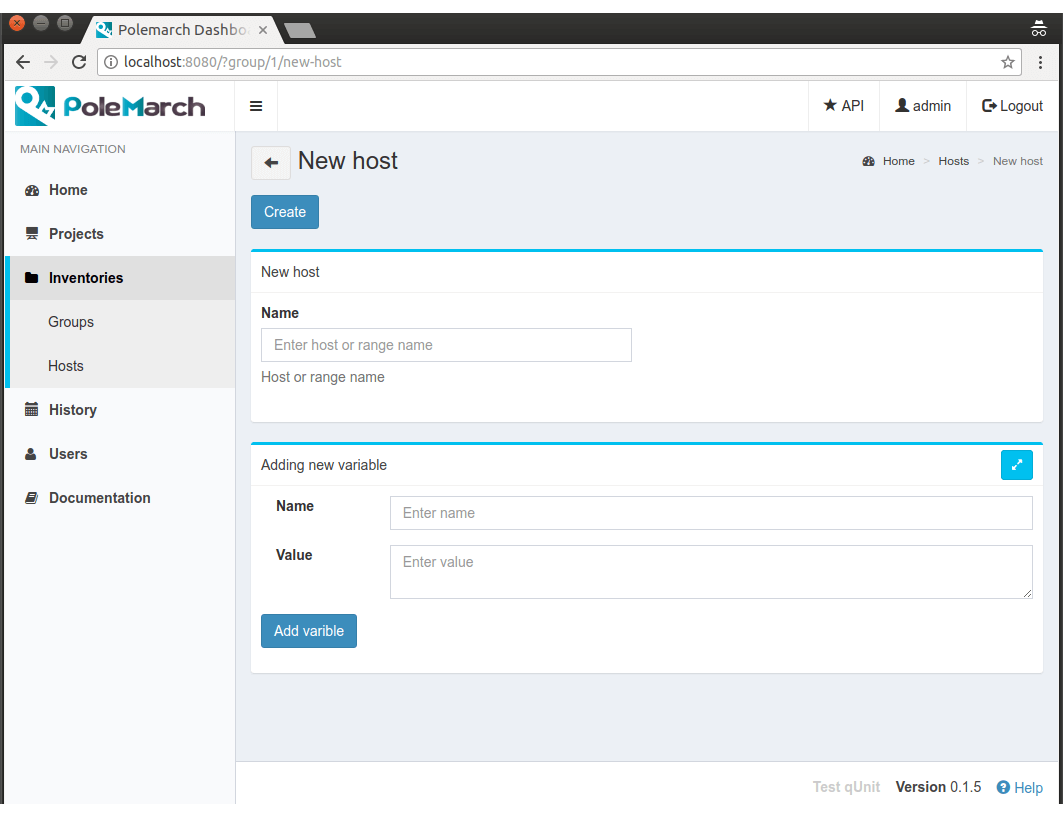 Polemarch Dashbo
localhost:8080/?group/1/new-host
PoleMarch
API
admin
Logout
MAIN NAVIGATION
Home
Projects
Inventories
Groups
Hosts
History
Users
Documentation
New host
Home > Hosts > New host
Create
New host
Name
Enter host or range name
Host or range name
Adding new variable
Name
Enter name
Value
Enter value
Add varible
Test qUnit Version 0.1.5 Help